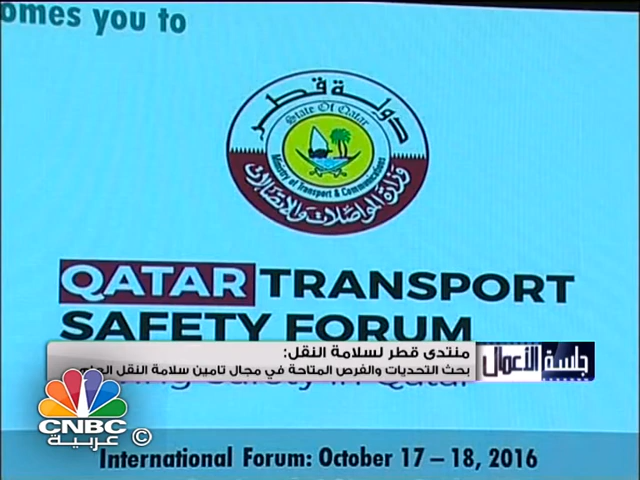 omes you to
دولة قطر
State Of Qatar
Ministry of Transport & Communications
وزارة المواصلات والاتصالات
QATAR TRANSPORT
SAFETY FORUM
منتدى قطر لسلامة النقل:
جلسة الأعمال
بحث التحديات والفرص المتاحة في مجال تامين سلامة النقل
in Qatar
CNBC
عربية ©
International Forum: October 17 – 18, 2016